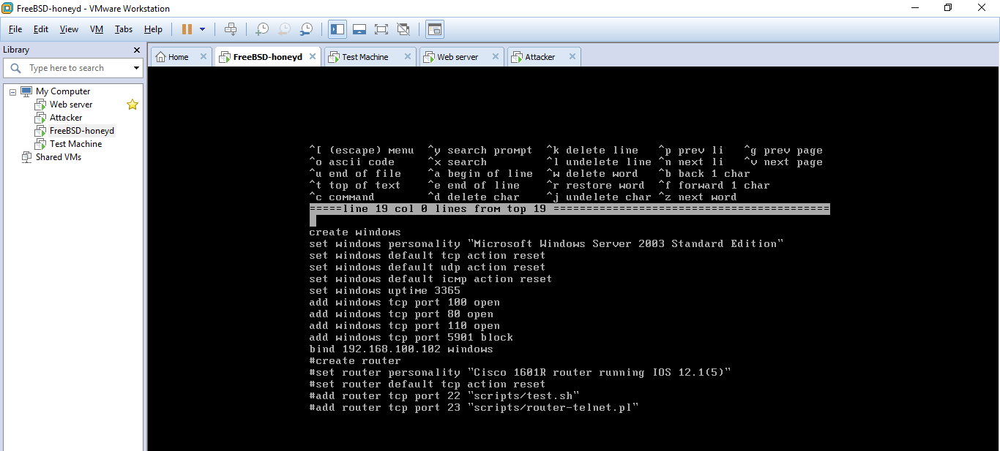 FreeBSD-honeyd - VMware Workstation
File Edit View VM Tabs Help
Library
Type here to search
My Computer
Web server
Attacker
FreeBSD-honeyd
Test Machine
Shared VMs
Home FreeBSD-honeyd Test Machine Web server Attacker
^[ (escape) menu ^y search prompt ^k delete line ^p prev li ^g prev page
^o ascii code ^x search ^l undelete line ^n next li ^v next page
^u end of file ^a begin of line ^w delete word ^b back 1 char
^t top of text ^e end of line ^r restore word ^f forward 1 char
^c command ^d delete char ^j undelete char ^z next word
=====line 19 col 0 lines from top 19 ==========================================
create windows
set windows personality "Microsoft Windows Server 2003 Standard Edition"
set windows default tcp action reset
set windows default udp action reset
set windows default icmp action reset
set windows uptime 3365
add windows tcp port 100 open
add windows tcp port 80 open
add windows tcp port 110 open
add windows tcp port 5901 block
bind 192.168.100.102 windows
#create router
#set router personality "Cisco 1601R router running IOS 12.1(5)"
#set router default tcp action reset
#add router tcp port 22 "scripts/test.sh"
#add router tcp port 23 "scripts/router-telnet.pl"